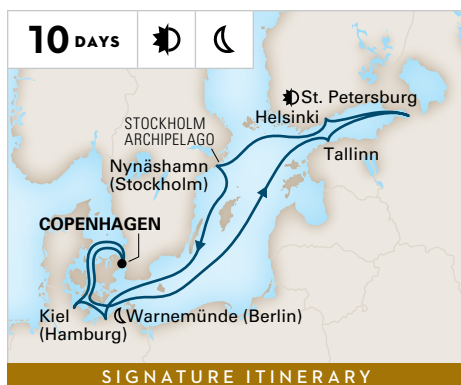 10 DAYS
St. Petersburg
Helsinki
STOCKHOLM
ARCHIPELAGO
Tallinn
Nynäshamn
(Stockholm)
COPENHAGEN
Kiel
(Hamburg)
Warnemünde (Berlin)
SIGNATURE ITINERARY